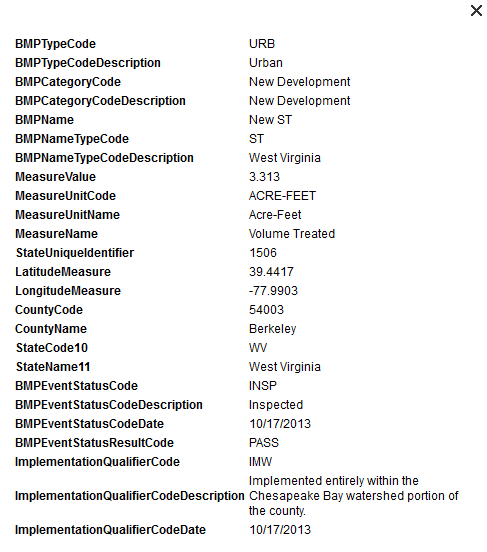 BMPTypeCode URB
BMPTypeCodeDescription Urban
BMPCategoryCode New Development
BMPCategoryCodeDescription New Development
BMPName New ST
BMPNameTypeCode ST
BMPNameTypeCodeDescription West Virginia
MeasureValue 3.313
MeasureUnitCode ACRE-FEET
MeasureUnitName Acre-Feet
MeasureName Volume Treated
StateUniqueIdentifier 1506
LatitudeMeasure 39.4417
LongitudeMeasure -77.9903
CountyCode 54003
CountyName Berkeley
StateCode10 WV
StateName11 West Virginia
BMPEventStatusCode INSP
BMPEventStatusCodeDescription Inspected
BMPEventStatusCodeDate 10/17/2013
BMPEventStatusResultCode PASS
ImplementationQualifierCode IMW
Implemented entirely within the
ImplementationQualifierCodeDescription Chesapeake Bay watershed portion of
the county.
ImplementationQualifierCodeDate 10/17/2013